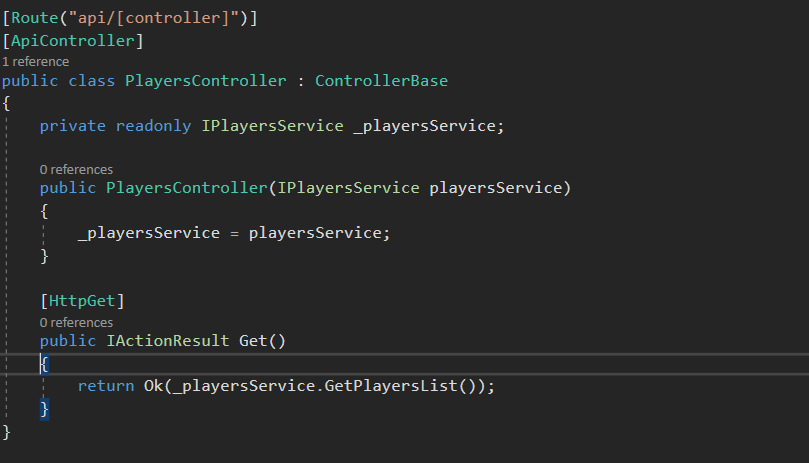 [Route("api/[controller]")]
[ApiController]
1 reference
public class PlayersController : ControllerBase
{
private readonly IPlayersService _playersService;
0 references
public PlayersController(IPlayersService playersService)
{
_playersService = playersService;
}
[HttpGet]
0 references
public IActionResult Get()
{
return Ok(_playersService.GetPlayersList());
}
}